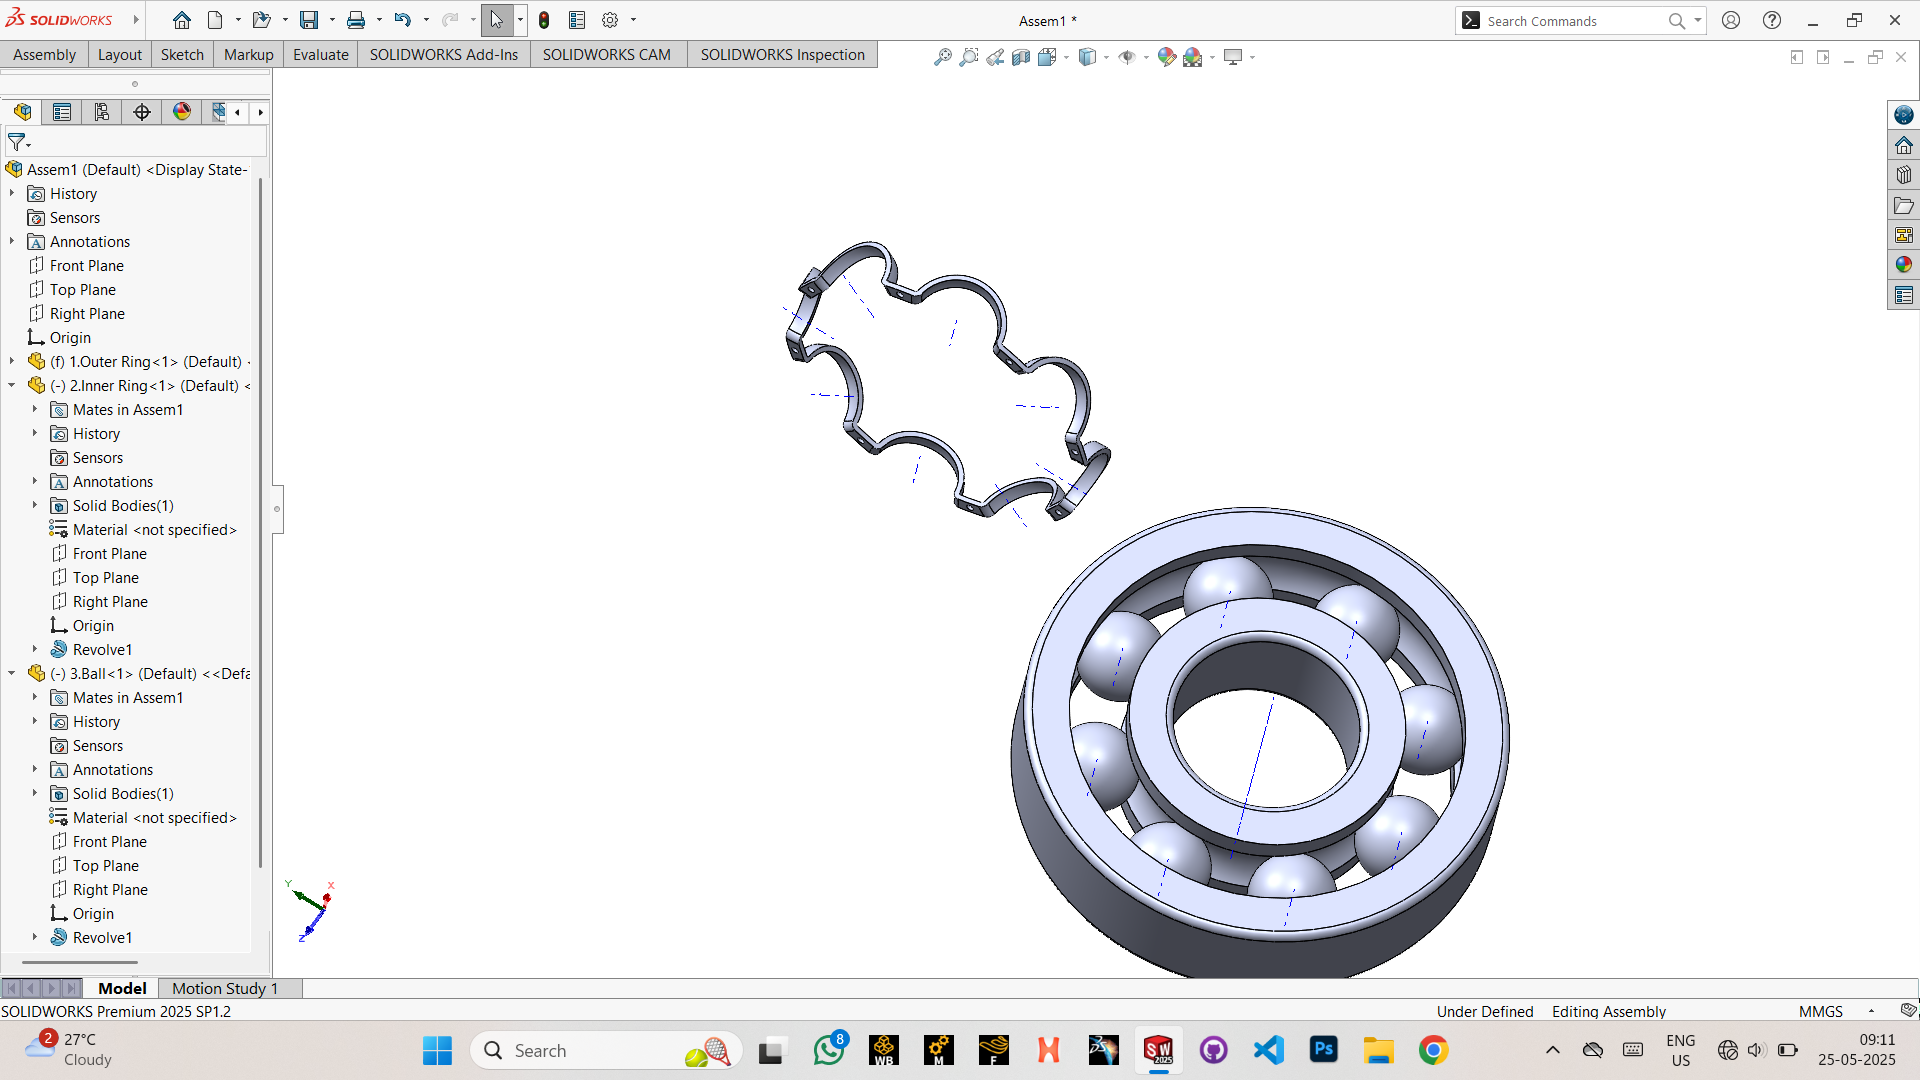 SOLIDWORKS
Assem1 *
Search Commands
Assembly
Layout
Sketch
Markup
Evaluate
SOLIDWORKS Add-Ins
SOLIDWORKS CAM
SOLIDWORKS Inspection
Assem1 (Default) <Display State-
History
Sensors
Annotations
Front Plane
Top Plane
Right Plane
Origin
(f) 1.Outer Ring<1> (Default) <
(-) 2.Inner Ring<1> (Default) <
Mates in Assem1
History
Sensors
Annotations
Solid Bodies(1)
Material <not specified>
Front Plane
Top Plane
Right Plane
Origin
Revolve1
(-) 3.Ball<1> (Default) <<Defa
Mates in Assem1
History
Sensors
Annotations
Solid Bodies(1)
Material <not specified>
Front Plane
Top Plane
Right Plane
Origin
Revolve1
Y
X
Z
Model
Motion Study 1
SOLIDWORKS Premium 2025 SP1.2
Under Defined
Editing Assembly
MMGS
2
27°C
Cloudy
Search
8
WB
M
F
SW
2025
Ps
ENG
US
09:11
25-05-2025